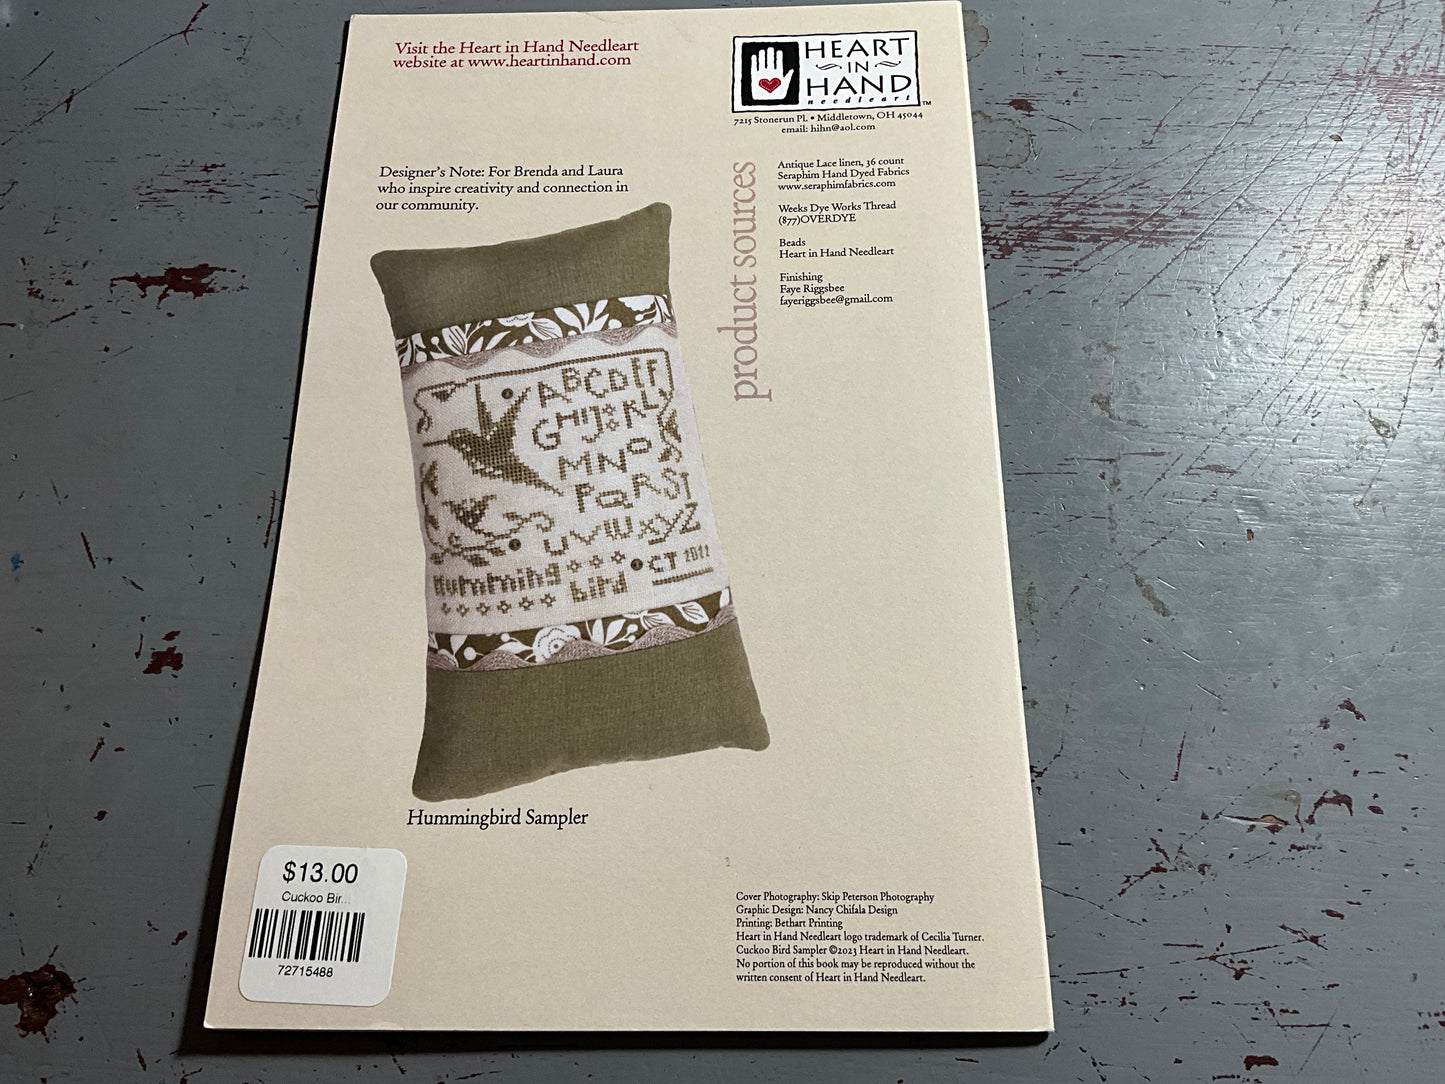 Visit the Heart in Hand Needleart
website at www.heartinhand.com
HEART
IN
HAND
needleart
TM
7215 Stonerun Pl. • Middletown, OH 45044
email: hihn@aol.com
Designer's Note: For Brenda and Laura
who inspire creativity and connection in
our community.
product sources
Antique Lace linen, 36 count
Seraphim Hand Dyed Fabrics
www.seraphimfabrics.com
Weeks Dye Works Thread
(877)OVERDYE
Beads
Heart in Hand Needleart
Finishing
Faye Riggsbee
fayeriggsbee@gmail.com
ABCDEF
GHIJKL
MNO
PQRST
UVWXYZ
Humming
bird
CT
Hummingbird Sampler
$13.00
Cuckoo Bir...
72715488
Cover Photography: Skip Peterson Photography
Graphic Design: Nancy Chifala Design
Printing: Bethart Printing
Heart in Hand Needleart logo trademark of Cecilia Turner.
Cuckoo Bird Sampler ©2023 Heart in Hand Needleart.
No portion of this book may be reproduced without the
written consent of Heart in Hand Needleart.